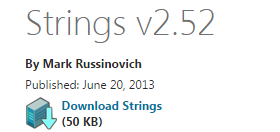 Strings v2.52
By Mark Russinovich
Published: June 20, 2013
Download Strings
(50 KB)